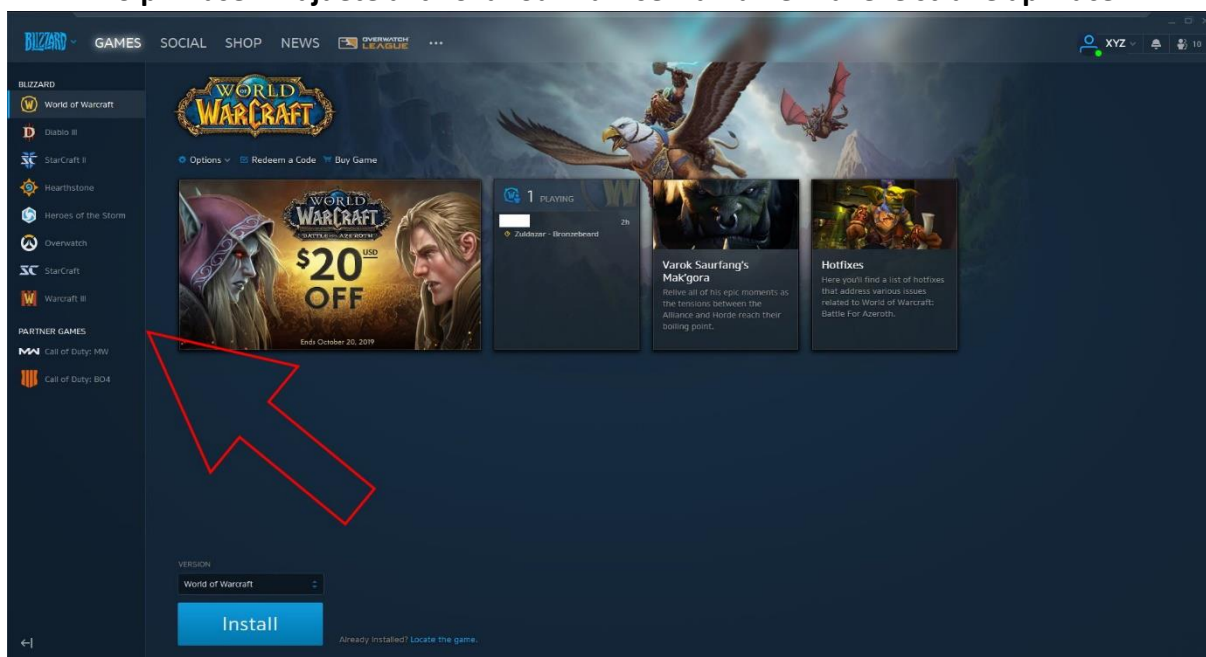 BLIZZARD GAMES SOCIAL SHOP NEWS OVERWATCH LEAGUE ... XYZ 10
BLIZZARD
World of Warcraft
Diablo III
StarCraft II
Hearthstone
Heroes of the Storm
Overwatch
StarCraft
Warcraft III
PARTNER GAMES
Call of Duty: MW
Call of Duty: BO4
WORLD OF WARCRAFT
Options Redeem a Code Buy Game
WORLD OF
WARCRAFT
BATTLE FOR AZEROTH
$20 USD
OFF
Ends October 20, 2019
1 PLAYING
2h
Zuldazar - Bronzebeard
Varok Saurfang's
Mak'gora
Relive all of his epic moments as
the tensions between the
Alliance and Horde reach their
boiling point.
Hotfixes
Here you'll find a list of hotfixes
that address various issues
related to World of Warcraft:
Battle For Azeroth.
VERSION
World of Warcraft
Install
Already installed? Locate the game.